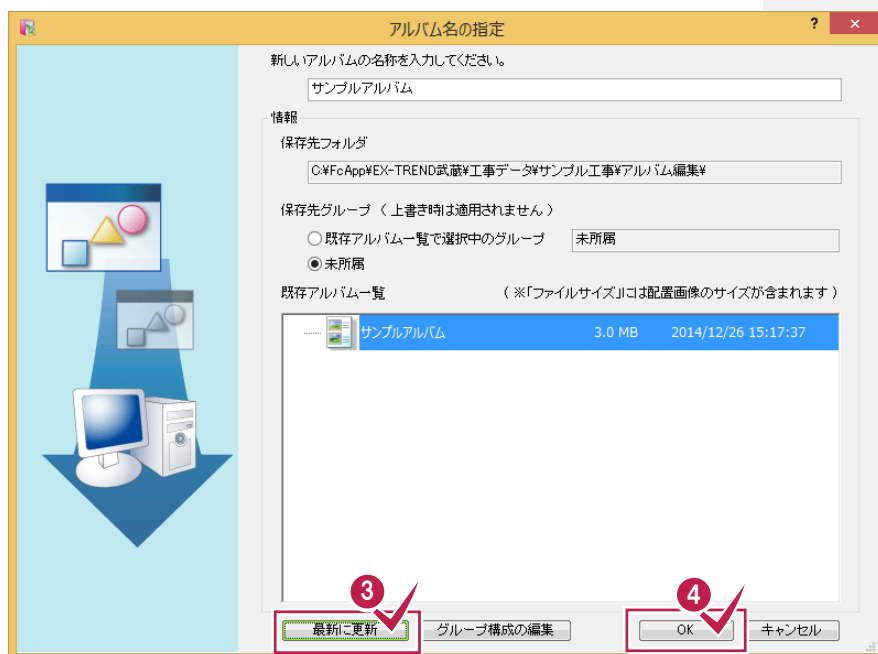 アルバム名の指定
? ×
新しいアルバムの名称を入力してください。
サンプルアルバム
情報
保存先フォルダ
C:¥FcApp¥EX-TREND武蔵¥工事データ¥サンプル工事¥アルバム編集¥
保存先グループ ( 上書き時は適用されません )
既存アルバム一覧で選択中のグループ 未所属
未所属
既存アルバム一覧 ( ※「ファイルサイズ」には配置画像のサイズが含まれます )
サンプルアルバム 3.0 MB 2014/12/26 15:17:37
3 4
最新に更新 グループ構成の編集 OK キャンセル